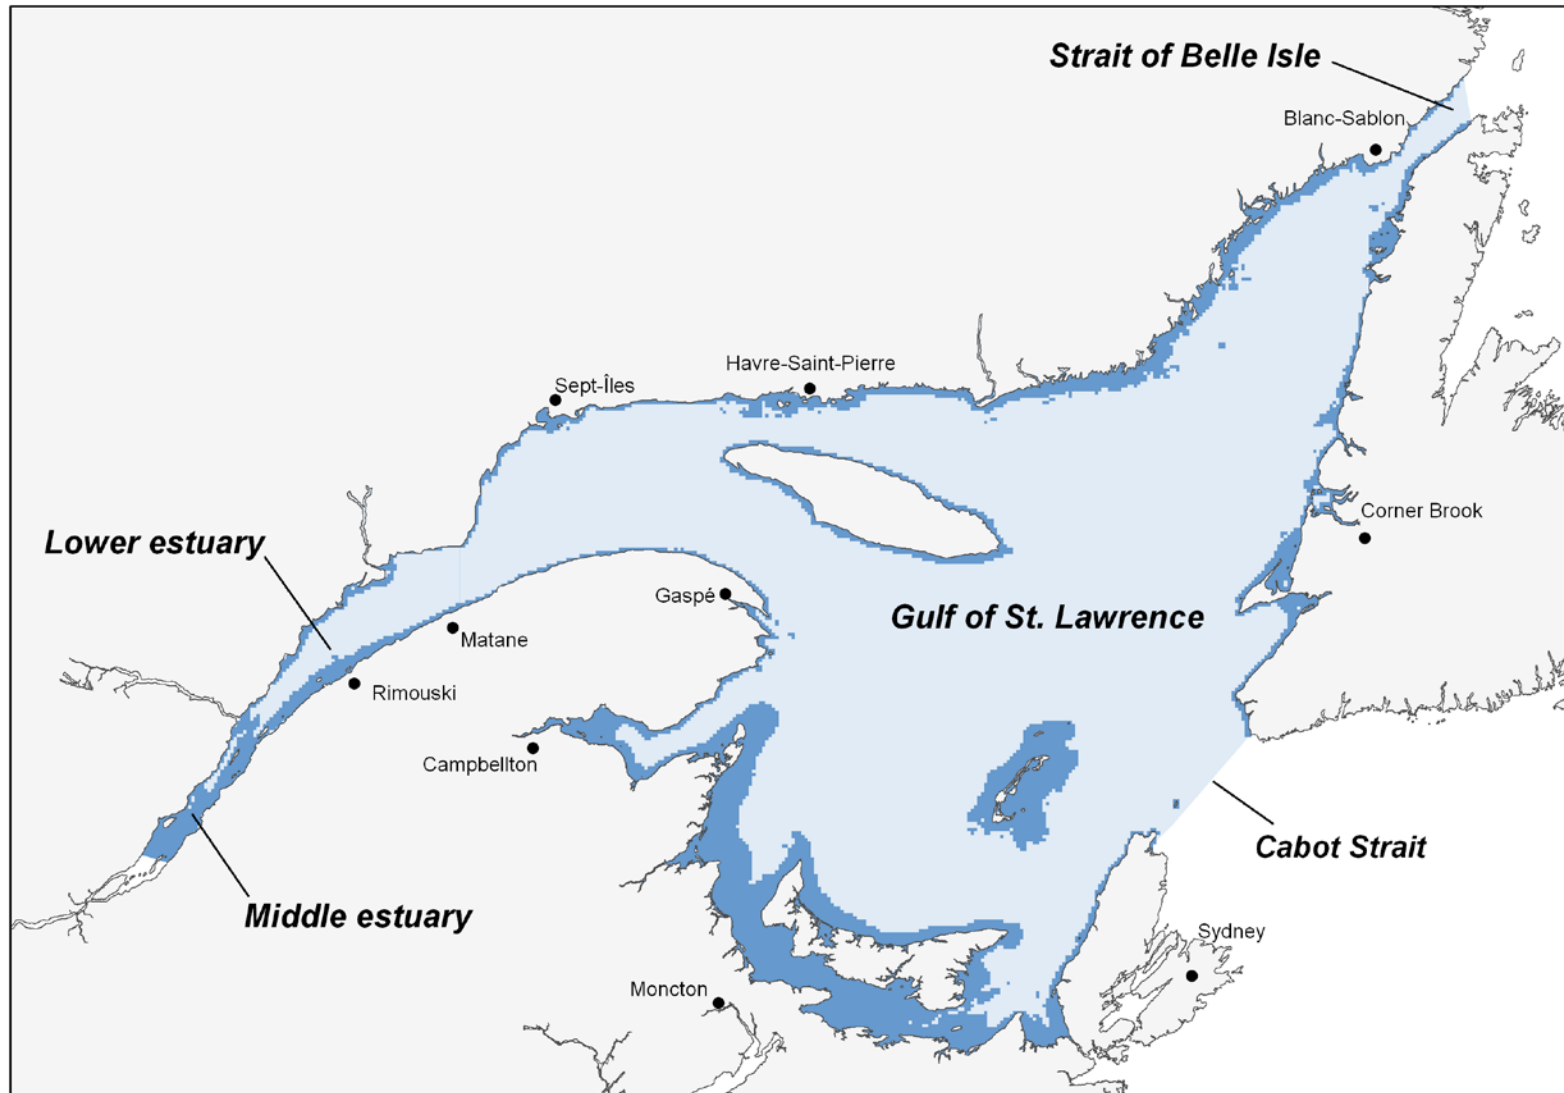 Strait of Belle Isle
Blanc-Sablon
Havre-Saint-Pierre
Sept-Îles
Corner Brook
Lower estuary
Gaspé
Gulf of St. Lawrence
Matane
Rimouski
Campbellton
Cabot Strait
Middle estuary
Sydney
Moncton